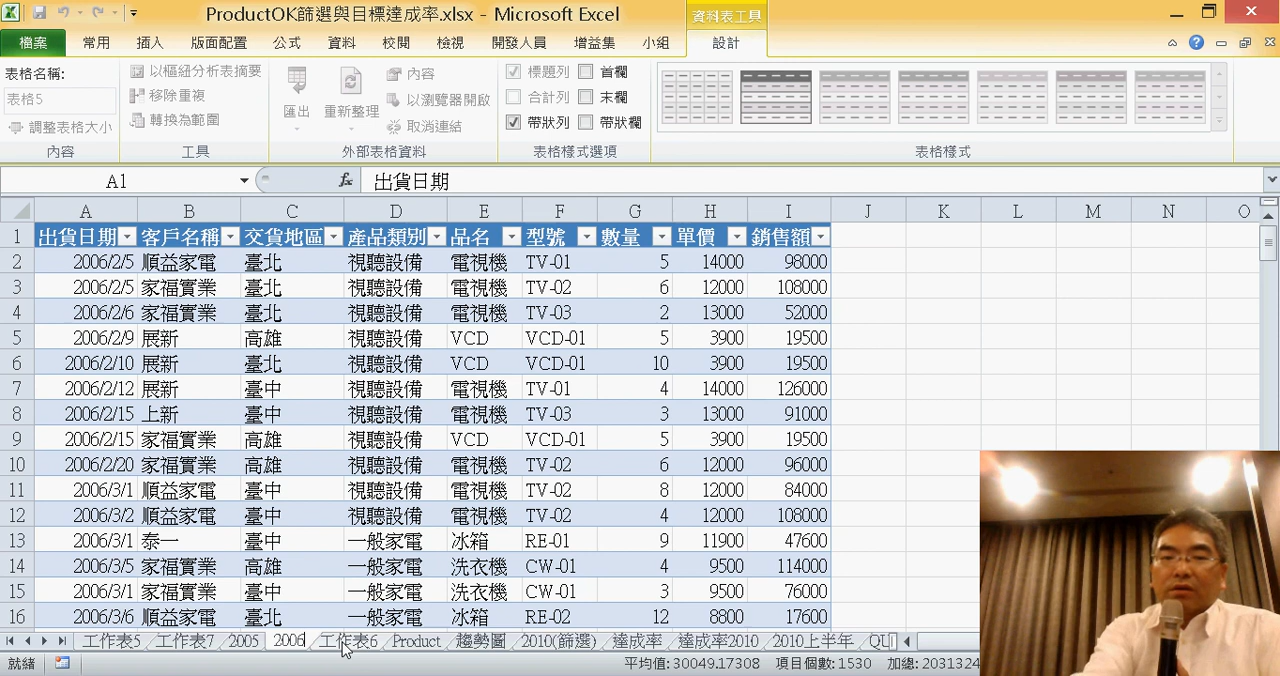 ProductOK篩選與目標達成率.xlsx - Microsoft Excel
資料表工具
檔案 常用 插入 版面配置 公式 資料 校閱 檢視 開發人員 增益集 小組 設計
表格名稱:
表格5
調整表格大小
內容
以樞紐分析表摘要
移除重複
轉換為範圍
工具
匯出
重新整理
內容
以瀏覽器開啟
取消連結
外部表格資料
標題列 首欄
合計列 末欄
帶狀列 帶狀欄
表格樣式選項
表格樣式
A1 fx 出貨日期
A B C D E F G H I J K L M N O
1 出貨日期 客戶名稱 交貨地區 產品類別 品名 型號 數量 單價 銷售額
2 2006/2/5 順益家電 臺北 視聽設備 電視機 TV-01 5 14000 98000
3 2006/2/5 家福實業 臺北 視聽設備 電視機 TV-02 6 12000 108000
4 2006/2/6 家福實業 臺北 視聽設備 電視機 TV-03 2 13000 52000
5 2006/2/9 展新 高雄 視聽設備 VCD VCD-01 5 3900 19500
6 2006/2/10 展新 臺北 視聽設備 VCD VCD-01 10 3900 19500
7 2006/2/12 展新 臺中 視聽設備 電視機 TV-01 4 14000 126000
8 2006/2/15 上新 臺中 視聽設備 電視機 TV-03 3 13000 91000
9 2006/2/15 家福實業 高雄 視聽設備 VCD VCD-01 5 3900 19500
10 2006/2/20 家福實業 高雄 視聽設備 電視機 TV-02 6 12000 96000
11 2006/3/1 順益家電 臺中 視聽設備 電視機 TV-02 8 12000 84000
12 2006/3/2 順益家電 臺中 視聽設備 電視機 TV-02 4 12000 108000
13 2006/3/1 泰一 臺中 一般家電 冰箱 RE-01 9 11900 47600
14 2006/3/5 家福實業 高雄 一般家電 洗衣機 CW-01 4 9500 114000
15 2006/3/1 家福實業 臺中 一般家電 洗衣機 CW-01 3 9500 76000
16 2006/3/6 順益家電 臺北 一般家電 冰箱 RE-02 12 8800 17600
工作表5 工作表7 2005 2006 工作表6 Product 趨勢圖 2010(篩選) 達成率 達成率2010 2010上半年 QU
就緒 平均值: 30049.17308 項目個數: 1530 加總: 2031324